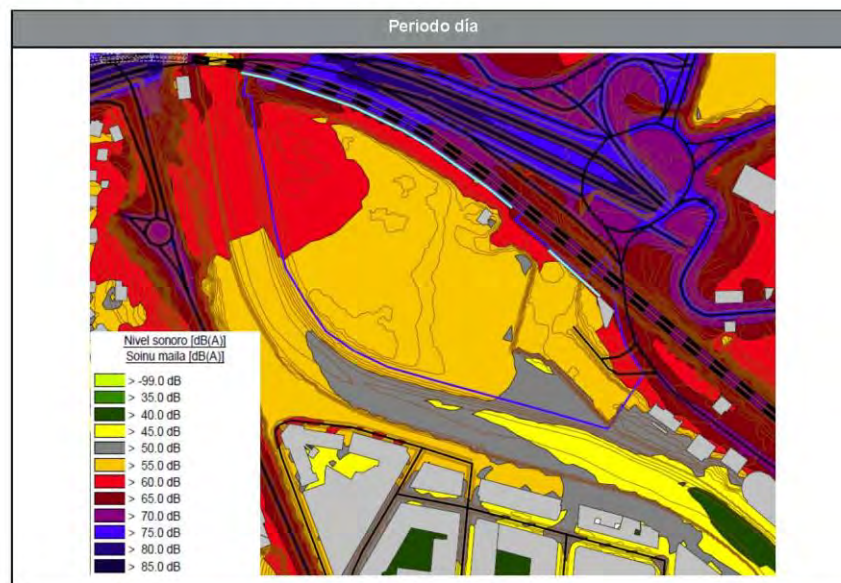 Periodo día
Nivel sonoro [dB(A)]
Soinu maila [dB(A)]
> -99.0 dB
> 35.0 dB
> 40.0 dB
> 45.0 dB
> 50.0 dB
> 55.0 dB
> 60.0 dB
> 65.0 dB
> 70.0 dB
> 75.0 dB
> 80.0 dB
> 85.0 dB